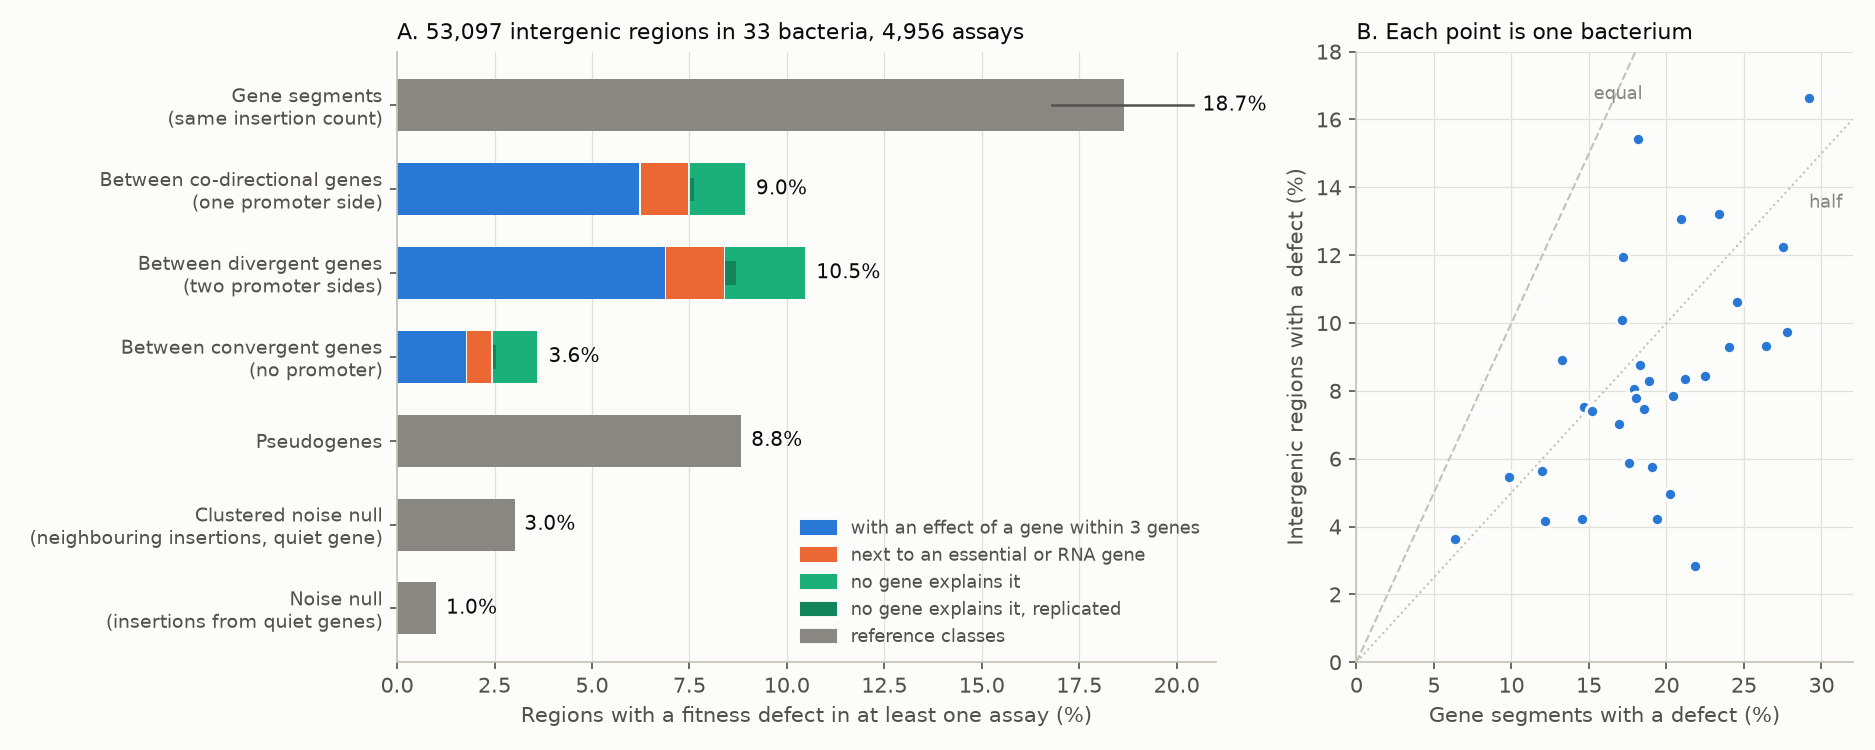 A. 53,097 intergenic regions in 33 bacteria, 4,956 assays
Gene segments
(same insertion count)
18.7%
Between co-directional genes
(one promoter side)
9.0%
Between divergent genes
(two promoter sides)
10.5%
Between convergent genes
(no promoter)
3.6%
Pseudogenes
8.8%
Clustered noise null
(neighbouring insertions, quiet gene)
3.0%
Noise null
(insertions from quiet genes)
1.0%
with an effect of a gene within 3 genes
next to an essential or RNA gene
no gene explains it
no gene explains it, replicated
reference classes
0.0 2.5 5.0 7.5 10.0 12.5 15.0 17.5 20.0
Regions with a fitness defect in at least one assay (%)
B. Each point is one bacterium
Intergenic regions with a defect (%)
18
16
14
12
10
8
6
4
2
0
equal
half
0 5 10 15 20 25 30
Gene segments with a defect (%)